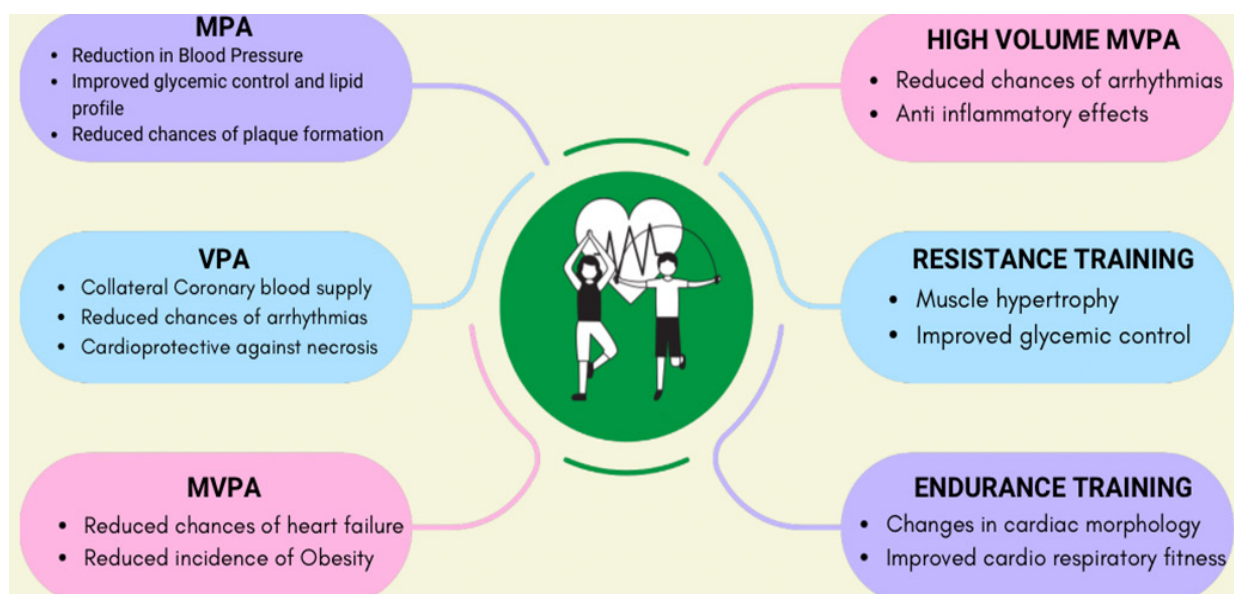 MPA
• Reduction in Blood Pressure
• Improved glycemic control and lipid
profile
• Reduced chances of plaque formation
VPA
• Collateral Coronary blood supply
• Reduced chances of arrhythmias
• Cardioprotective against necrosis
MVPA
• Reduced chances of heart failure
• Reduced incidence of Obesity
HIGH VOLUME MVPA
• Reduced chances of arrhythmias
• Anti inflammatory effects
RESISTANCE TRAINING
• Muscle hypertrophy
• Improved glycemic control
ENDURANCE TRAINING
• Changes in cardiac morphology
• Improved cardio respiratory fitness